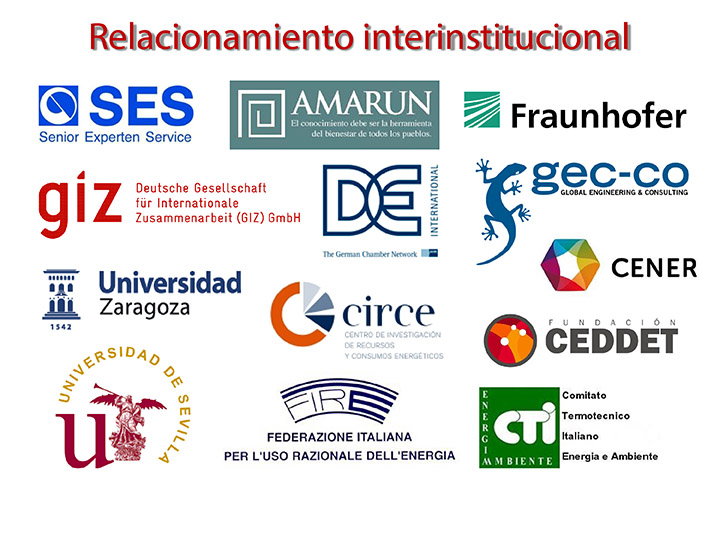 Relacionamiento interinstitucional
SES
Senior Experten Service
AMARUN
El conocimiento debe ser la herramienta
del bienestar de todos los pueblos.
Fraunhofer
giz
Deutsche Gesellschaft
für Internationale
Zusammenarbeit (GIZ) GmbH
DE
INTERNATIONAL
The German Chamber Network
gec-co
GLOBAL ENGINEERING & CONSULTING
CENER
Universidad
Zaragoza
1542
circe
CENTRO DE INVESTIGACIÓN
DE RECURSOS
Y CONSUMOS ENERGÉTICOS
FUNDACIÓN
CEDDET
UNIVERSIDAD DE SEVILLA
u
FIRE
FEDERAZIONE ITALIANA
PER L'USO RAZIONALE DELL'ENERGIA
ENERGIA
CTI
AMBIENTE
Comitato
Termotecnico
Italiano
Energia e Ambiente